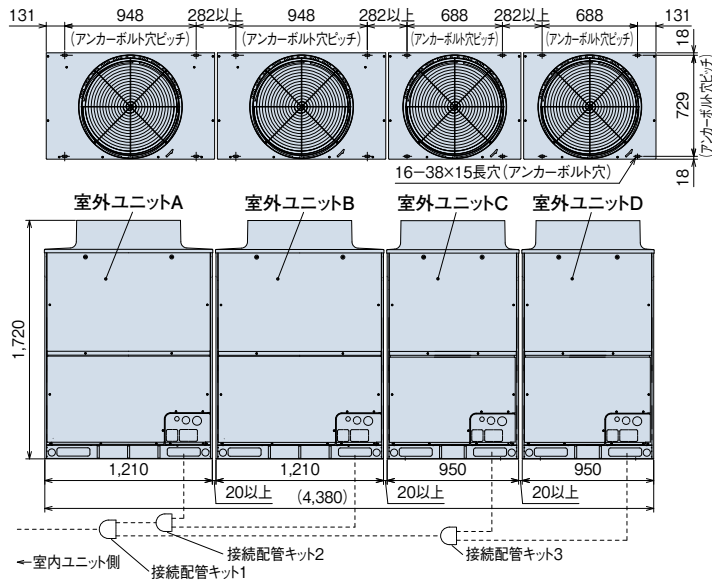 131 948 282以上 948 282以上 688 282以上 688 131
(アンカーボルト穴ピッチ) (アンカーボルト穴ピッチ) (アンカーボルト穴ピッチ) (アンカーボルト穴ピッチ)
18
729
(アンカーボルト穴ピッチ)
18
16−38×15長穴(アンカーボルト穴)
室外ユニットA 室外ユニットB 室外ユニットC 室外ユニットD
1,720
1,210 1,210 950 950
20以上 (4,380) 20以上 20以上
接続配管キット2 接続配管キット3
←室内ユニット側 接続配管キット1